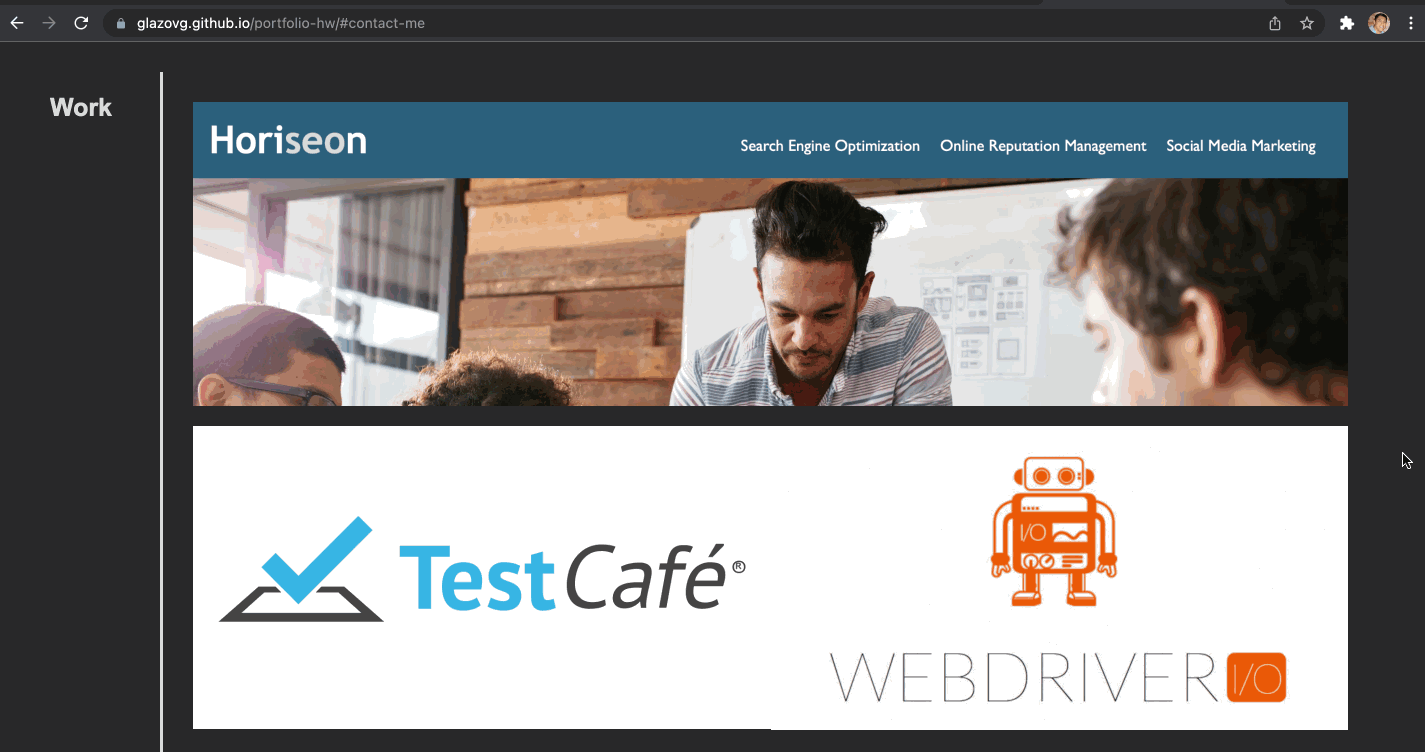 glazovg.github.io/portfolio-hw/#contact-me
Work
Horiseon
Search Engine Optimization Online Reputation Management Social Media Marketing
TestCafé®
I/O
WEBDRIVER I/O